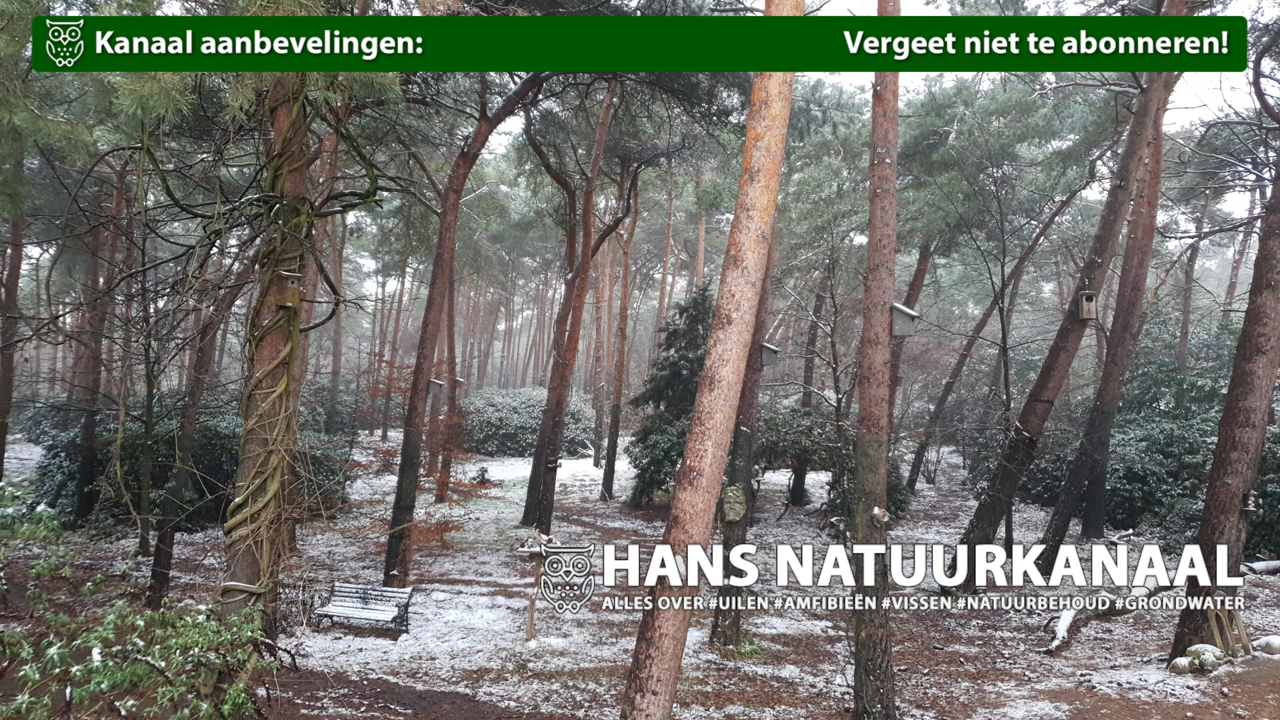 Kanaal aanbevelingen:
Vergeet niet te abonneren!
HANS NATUURKANAAL
ALLES OVER #UILEN #AMFIBIEËN #VISSEN #NATUURBEHOUD #GRONDWATER